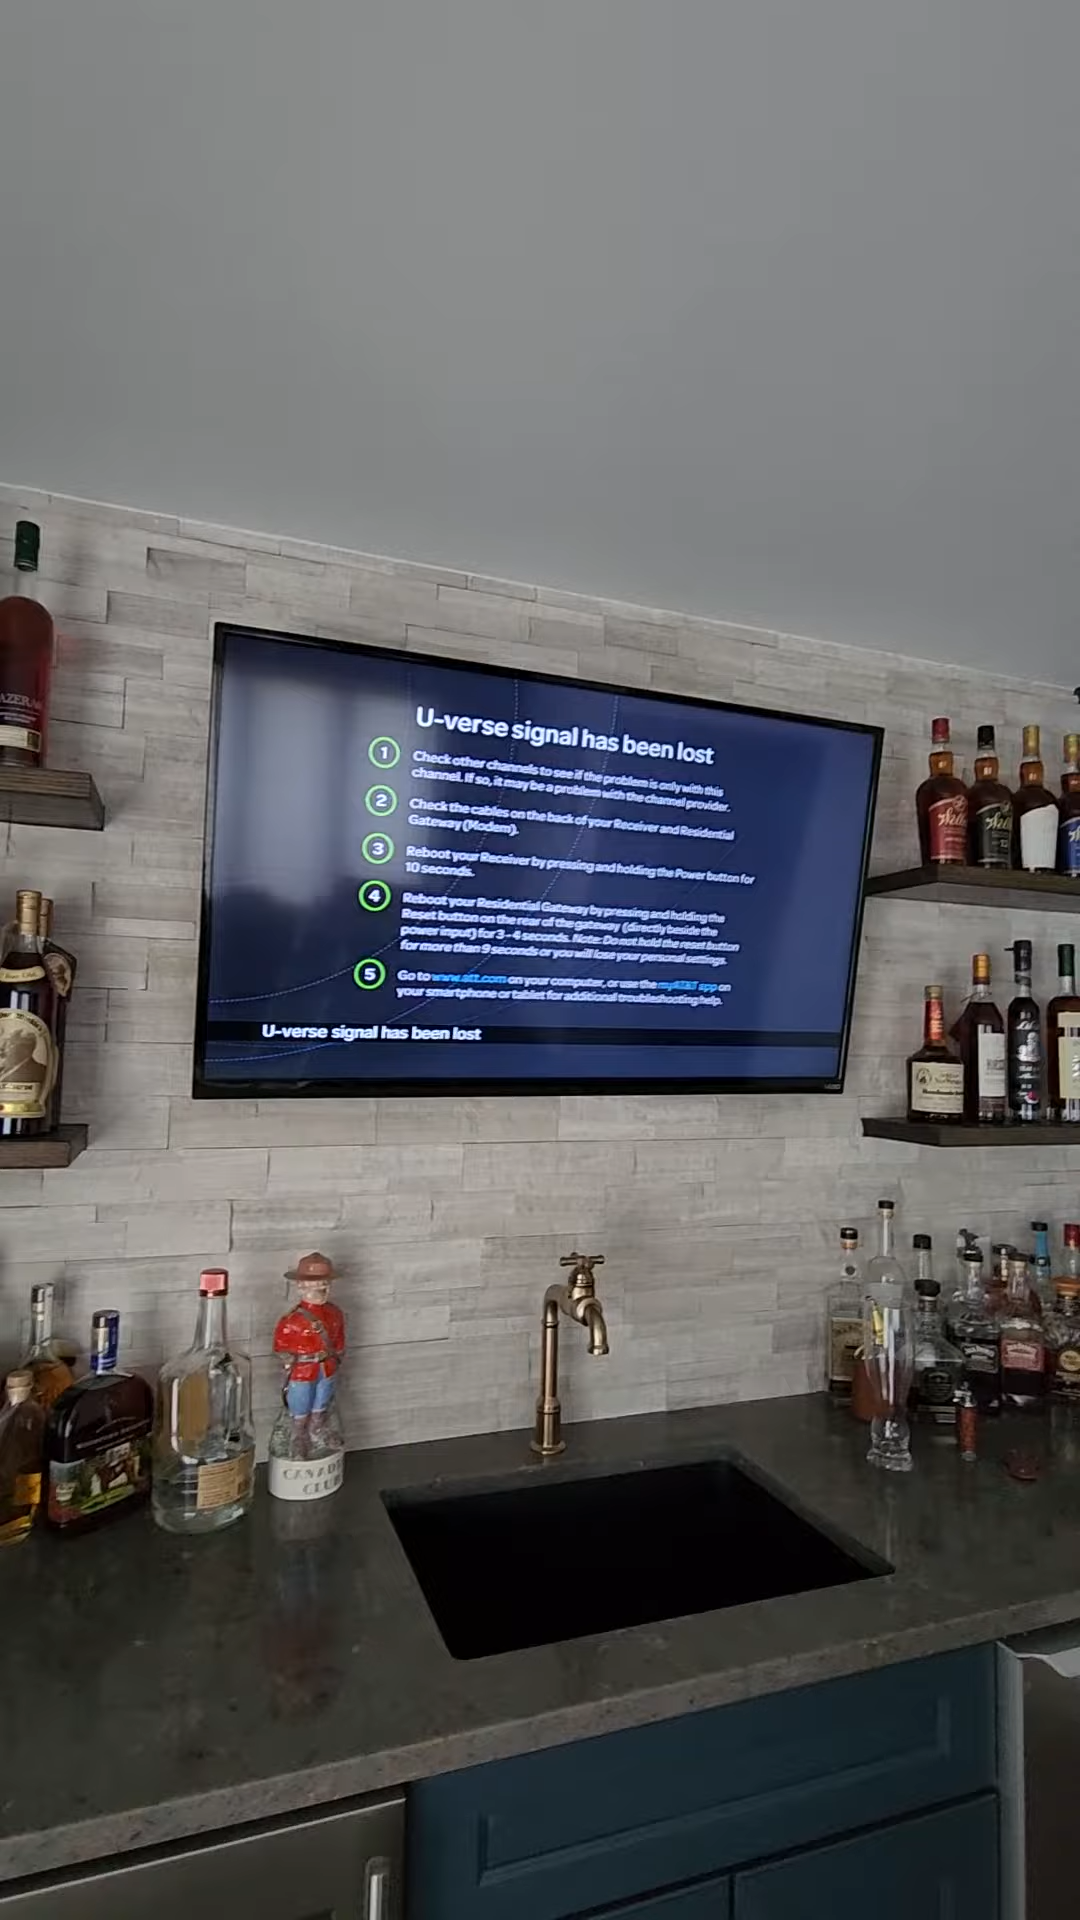 U-verse signal has been lost
1 Check other channels to see if the problem is only with this
channel. If so, it may be a problem with the channel provider.
2 Check the cables on the back of your Receiver and Residential
Gateway (Modem).
3 Reboot your Receiver by pressing and holding the Power button for
10 seconds.
4 Reboot your Residential Gateway by pressing and holding the
Reset button on the rear of the gateway (directly beside the
power input) for 3-4 seconds. Note: Do not hold the reset button
for more than 9 seconds or you will lose your personal settings.
5 Go to www.att.com on your computer, or use the myAT&T app on
your smartphone or tablet for additional troubleshooting help.
U-verse signal has been lost
VIZIO
AZERA
CANAD
CLU